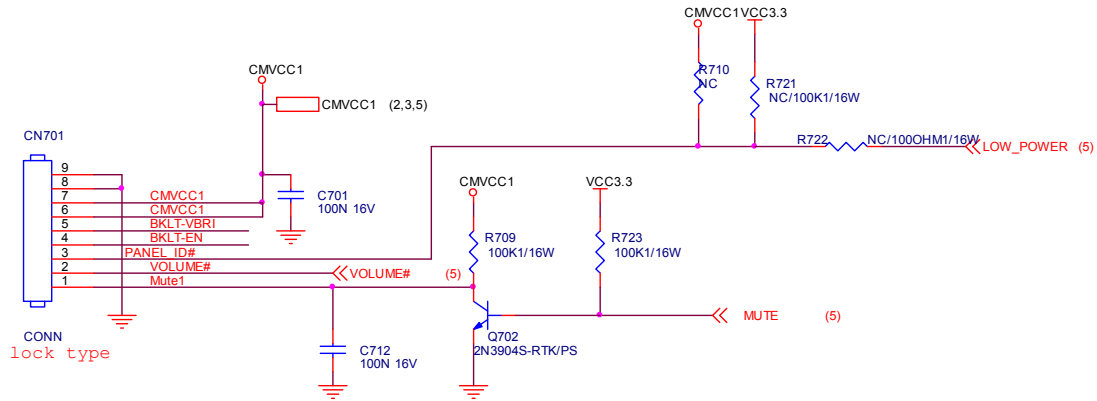 CMVCC1 VCC3.3
CMVCC1
R710
NC
R721
NC/100K1/16W
CMVCC1 (2,3,5)
CN701
R722 NC/100OHM1/16W
LOW_POWER (5)
9
8
7 CMVCC1
6 CMVCC1
5 BKLT-VBRI
4 BKLT-EN
3 PANEL_ID#
2 VOLUME#
1 Mute1
C701
100N 16V
CMVCC1 VCC3.3
R709
100K1/16W
R723
100K1/16W
VOLUME# (5)
MUTE (5)
CONN
lock type
Q702
2N3904S-RTK/PS
C712
100N 16V